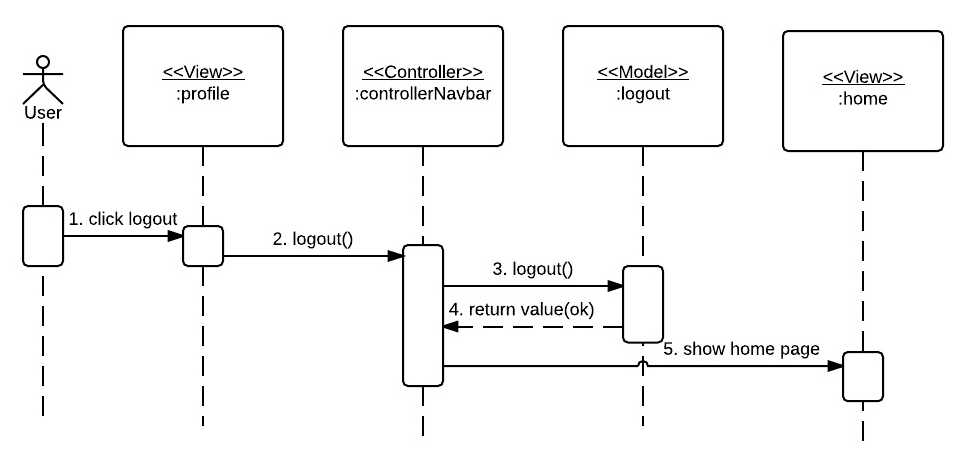 <<View>>
:profile
<<Controller>>
:controllerNavbar
<<Model>>
:logout
<<View>>
:home
User
1. click logout
2. logout()
3. logout()
4. return value(ok)
5. show home page